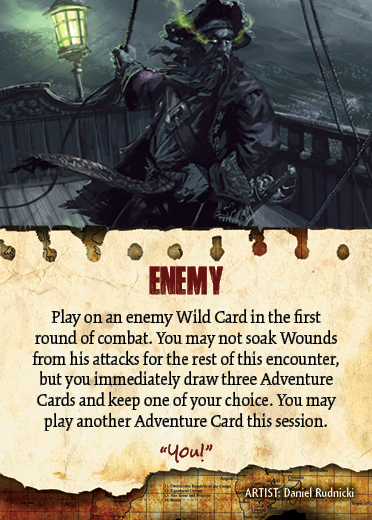 ENEMY
Play on an enemy Wild Card in the first
round of combat. You may not soak Wounds
from his attacks for the rest of this encounter,
but you immediately draw three Adventure
Cards and keep one of your choice. You may
play another Adventure Card this session.
“You!”
ARTIST: Daniel Rudnicki